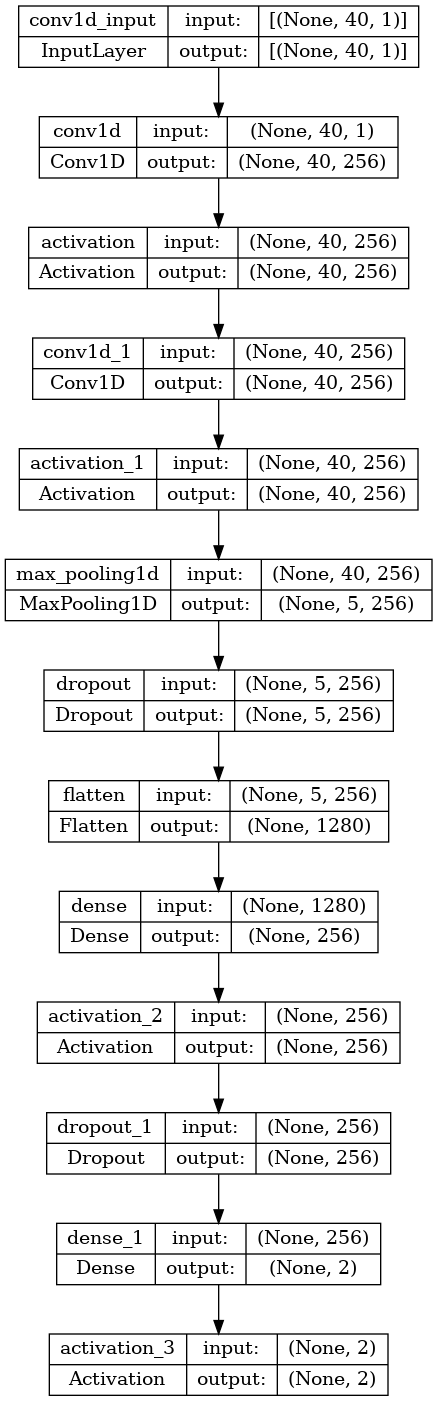 conv1d_input input: [(None, 40, 1)]
InputLayer output: [(None, 40, 1)]
conv1d input: (None, 40, 1)
Conv1D output: (None, 40, 256)
activation input: (None, 40, 256)
Activation output: (None, 40, 256)
conv1d_1 input: (None, 40, 256)
Conv1D output: (None, 40, 256)
activation_1 input: (None, 40, 256)
Activation output: (None, 40, 256)
max_pooling1d input: (None, 40, 256)
MaxPooling1D output: (None, 5, 256)
dropout input: (None, 5, 256)
Dropout output: (None, 5, 256)
flatten input: (None, 5, 256)
Flatten output: (None, 1280)
dense input: (None, 1280)
Dense output: (None, 256)
activation_2 input: (None, 256)
Activation output: (None, 256)
dropout_1 input: (None, 256)
Dropout output: (None, 256)
dense_1 input: (None, 256)
Dense output: (None, 2)
activation_3 input: (None, 2)
Activation output: (None, 2)